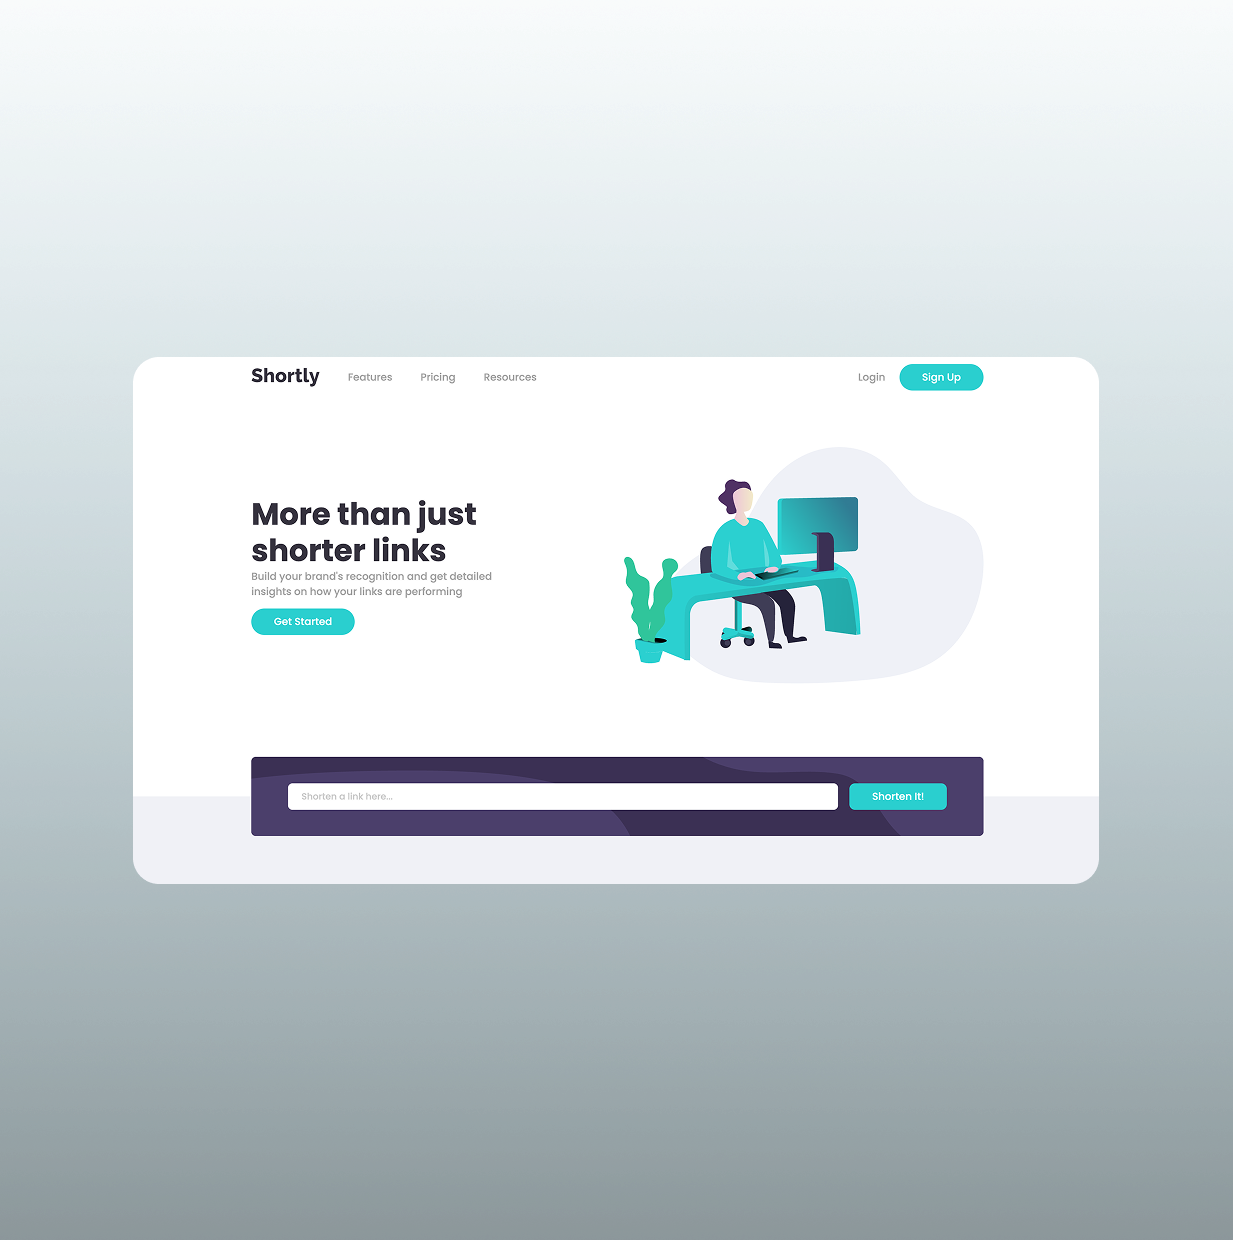 Shortly Features Pricing Resources Login Sign Up
More than just
shorter links
Build your brand's recognition and get detailed
insights on how your links are performing
Get Started
Shorten a link here... Shorten It!